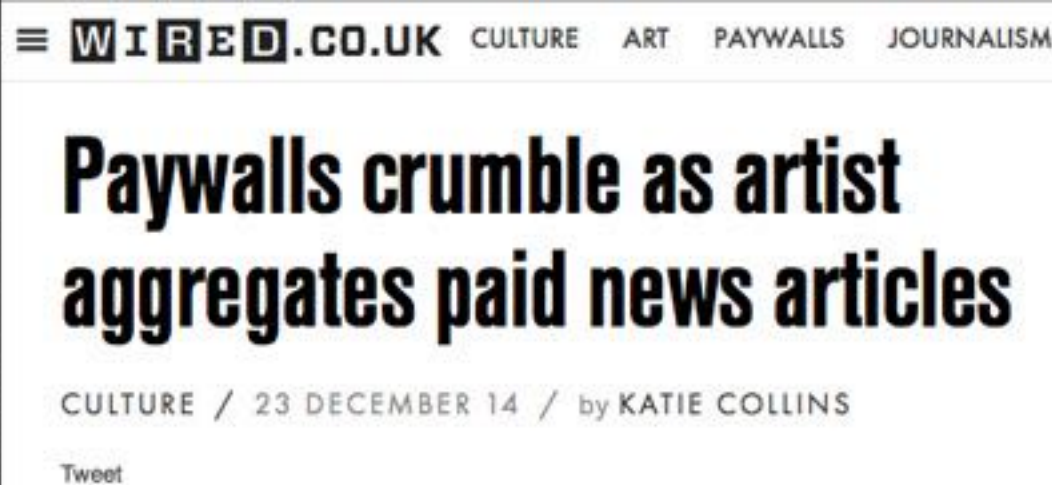 WIRED.CO.UK CULTURE ART PAYWALLS JOURNALISM
Paywalls crumble as artist
aggregates paid news articles
CULTURE / 23 DECEMBER 14 / by KATIE COLLINS
Tweet